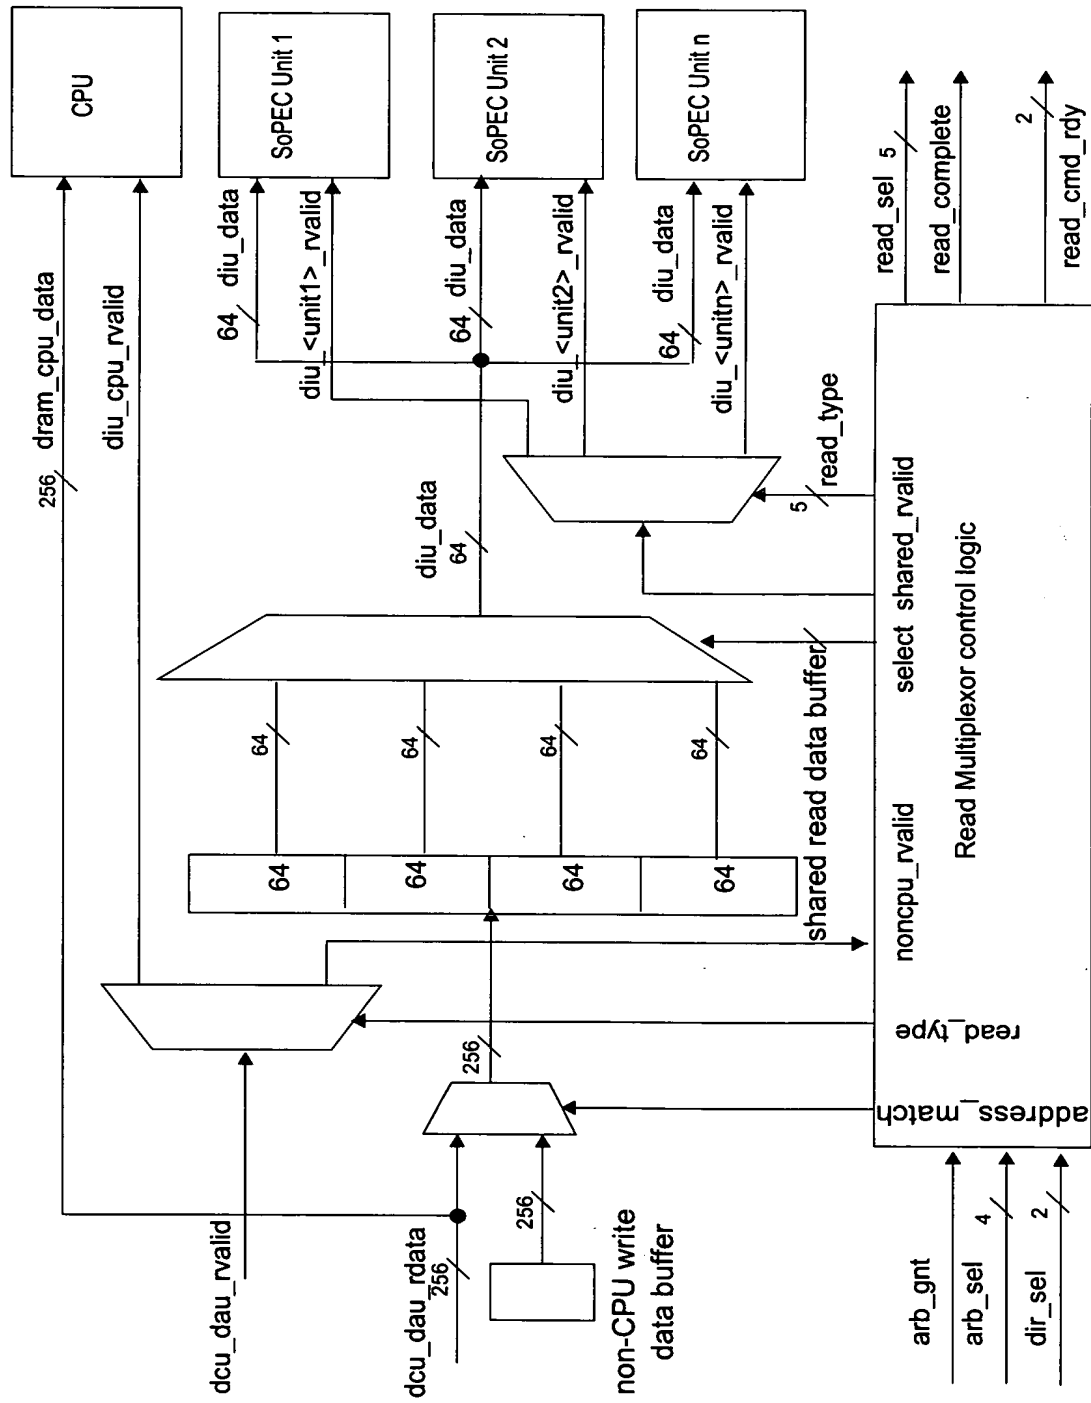 CPU
SoPEC Unit 1
SoPEC Unit 2
SoPEC Unit n
256
dram_cpu_data
diu_cpu_rvalid
64
diu_data
diu_<unit1>_rvalid
64
diu_data
diu_<unit2>_rvalid
64
diu_data
diu_<unitn>_rvalid
diu_data
64
5
read_type
64
64
64
64
64
64
64
64
shared read data buffer
256
dcu_dau_rvalid
dcu_dau_rdata
256
256
non-CPU write
data buffer
address_match
read_type
noncpu_rvalid
select
shared_rvalid
Read Multiplexor control logic
arb_gnt
arb_sel
4
dir_sel
2
read_sel
5
read_complete
2
read_cmd_rdy